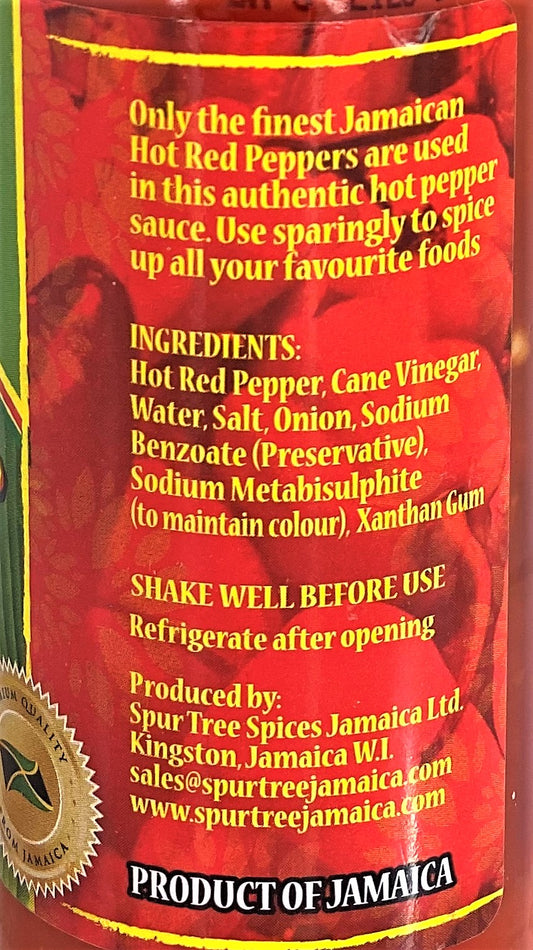 Only the finest Jamaican
Hot Red Peppers are used
in this authentic hot pepper
sauce. Use sparingly to spice
up all your favourite foods
INGREDIENTS:
Hot Red Pepper, Cane Vinegar,
Water, Salt, Onion, Sodium
Benzoate (Preservative),
Sodium Metabisulphite
(to maintain colour), Xanthan Gum
SHAKE WELL BEFORE USE
Refrigerate after opening
Produced by:
Spur Tree Spices Jamaica Ltd.
Kingston, Jamaica W.I.
sales@spurtreejamaica.com
www.spurtreejamaica.com
QUALITY
JAMAICA
PRODUCT OF JAMAICA